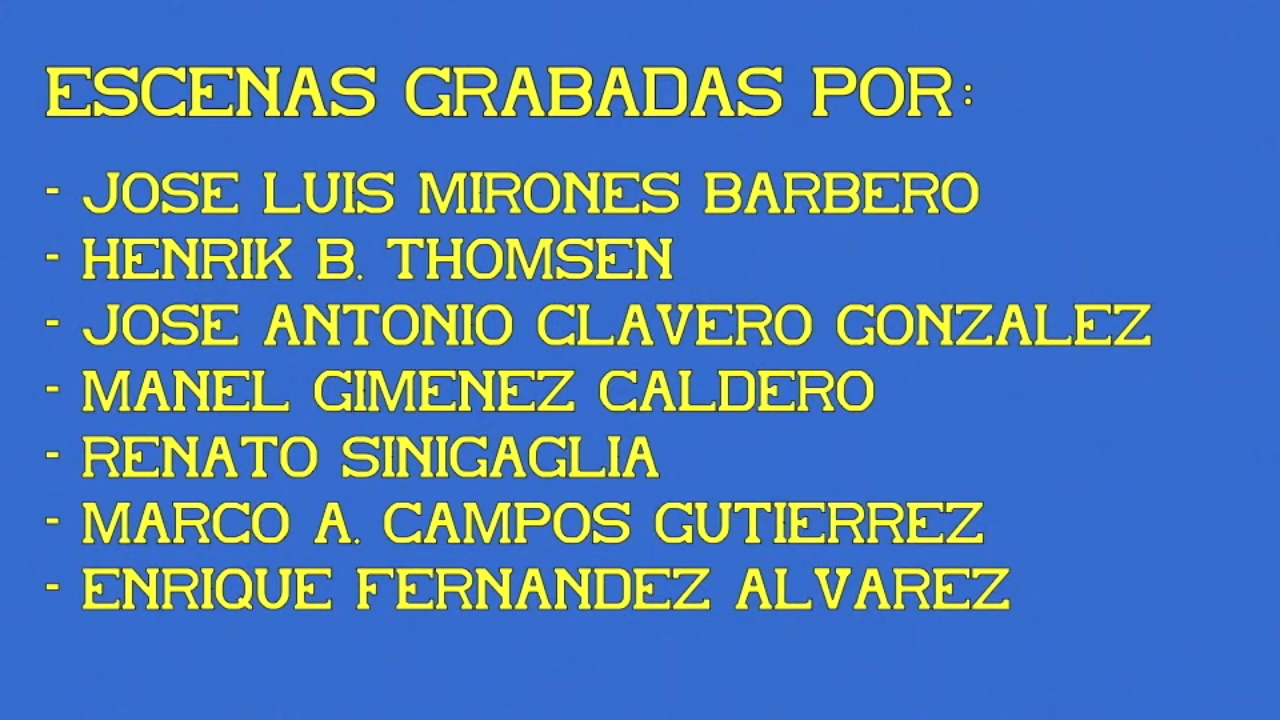 ESCENAS GRABADAS POR:
- JOSE LUIS MIRONES BARBERO
- HENRIK B. THOMSEN
- JOSE ANTONIO CLAVERO GONZALEZ
- MANEL GIMENEZ CALDERO
- RENATO SINIGAGLIA
- MARCO A. CAMPOS GUTIERREZ
- ENRIQUE FERNANDEZ ALVAREZ